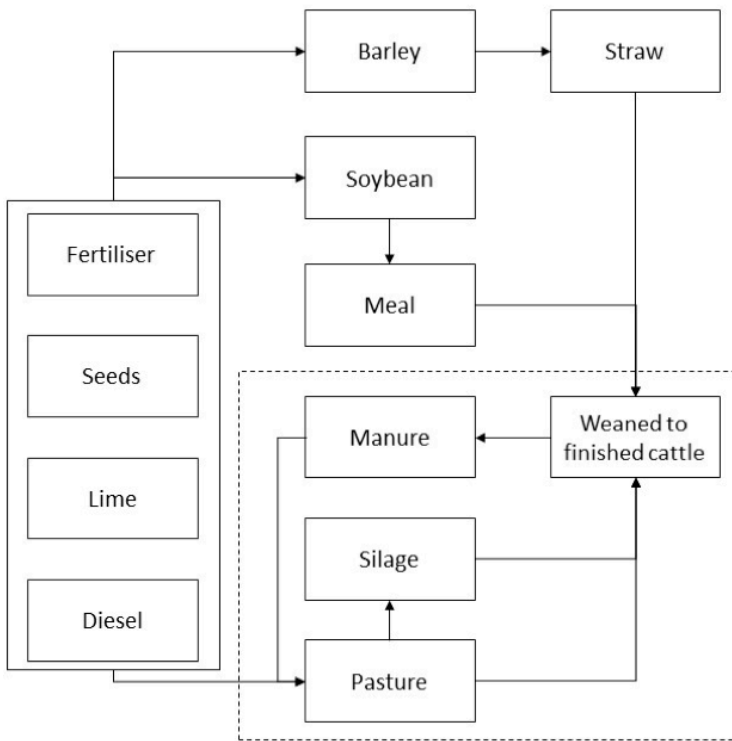 Barley
Straw
Soybean
Fertiliser
Meal
Seeds
Manure
Weaned to
finished cattle
Lime
Silage
Diesel
Pasture